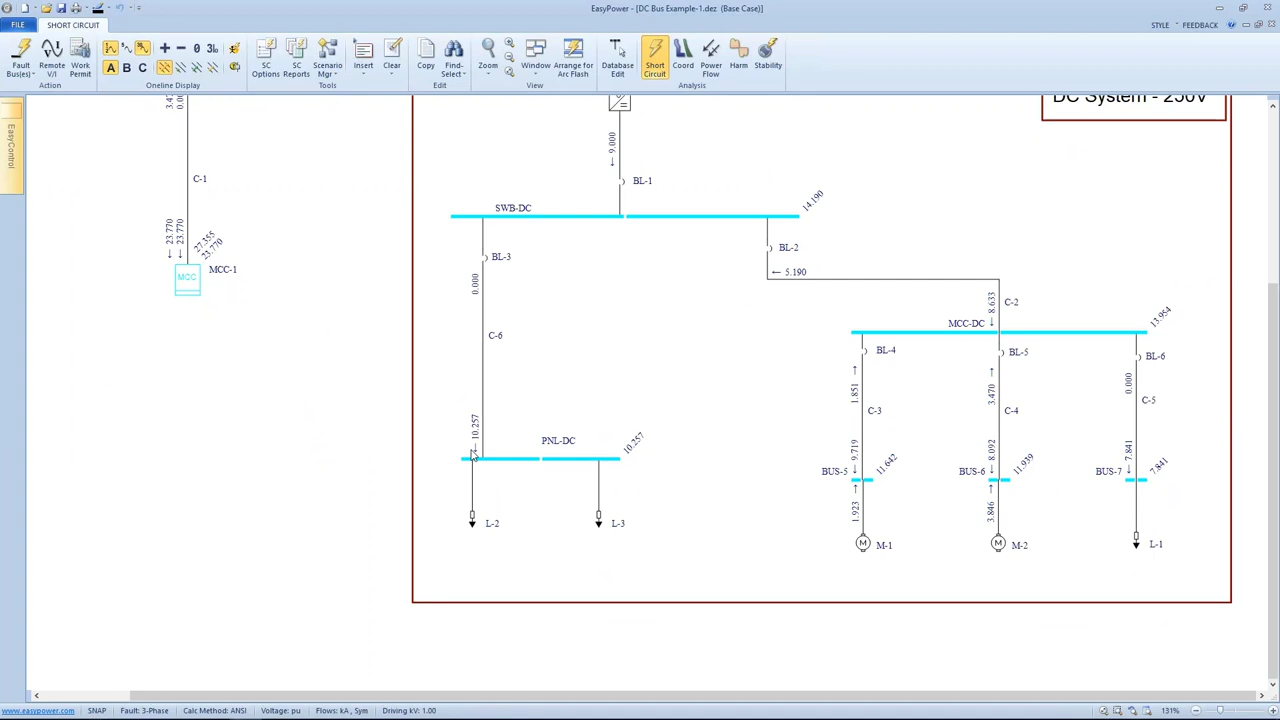 EasyPower - [DC Bus Example-1.dez (Base Case)]
FILE
SHORT CIRCUIT
STYLE
FEEDBACK
Fault Bus(es)
Remote V/I
Work Permit
Action
A B C
0 3I₀
Oneline Display
SC Options
SC Reports
Scenario Mgr
Insert
Clear
Tools
Copy
Find- Select
Edit
Zoom
Window
Arrange for Arc Flash
View
Database Edit
Short Circuit
Coord
Power Flow
Harm
Stability
Analysis
EasyControl
DC System - 250V
C-1
23.770
23.770
27.355
23.770
MCC
MCC-1
← 9.000
BL-1
SWB-DC
14.190
BL-3
0.000
C-6
← 10.257
PNL-DC
10.257
L-2
L-3
BL-2
← 5.190
8.633
C-2
MCC-DC
13.954
BL-4
1.851 →
C-3
← 9.719
BUS-5
11.642
1.923 →
M-1
BL-5
3.470 →
C-4
← 8.092
BUS-6
11.939
3.846 →
M-2
BL-6
0.000
C-5
← 7.841
BUS-7
7.841
L-1
www.easypower.com
SNAP
Fault: 3-Phase
Calc Method: ANSI
Voltage: pu
Flows: kA , Sym
Driving kV: 1.00
131%